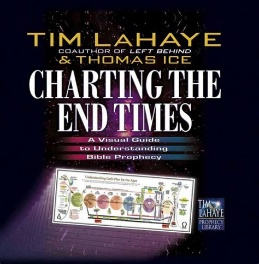 TIM LAHAYE
COAUTHOR OF LEFT BEHIND
& THOMAS ICE
CHARTING THE
END TIMES
A Visual Guide
to Understanding
Bible Prophecy
TIM
LAHAYE
PROPHECY
LIBRARY